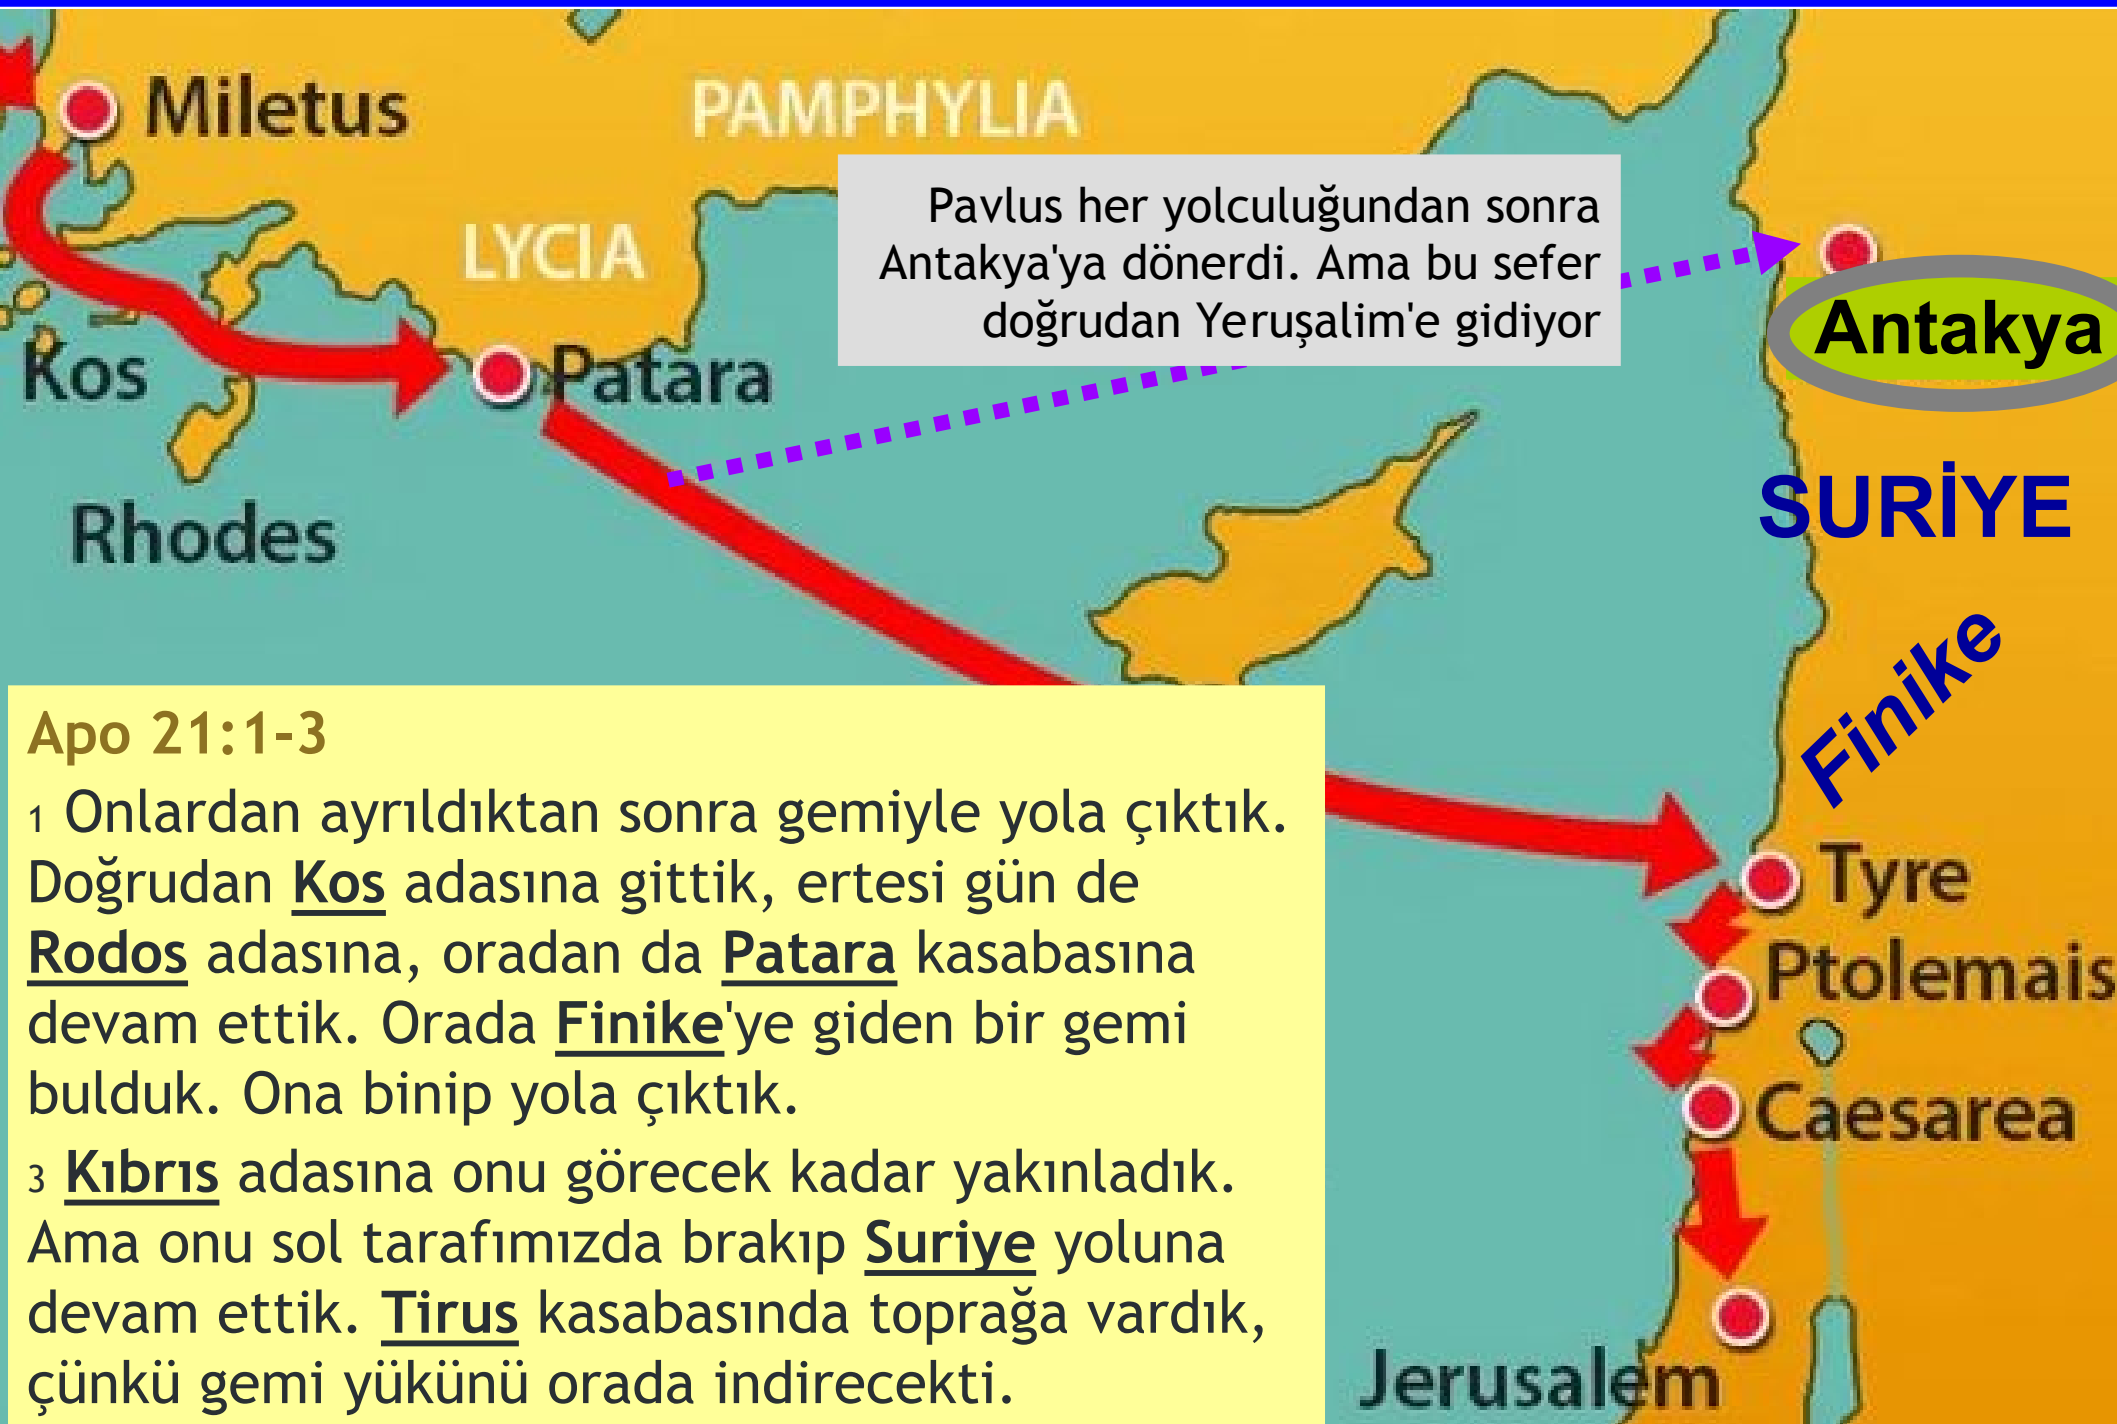 Miletus
PAMPHYLIA
Pavlus her yolculuğundan sonra
Antakya'ya dönerdi. Ama bu sefer
doğrudan Yeruşalim'e gidiyor
LYCIA
Antakya
Kos
Patara
SURİYE
Rhodes
Finike
Apo 21:1-3
1 Onlardan ayrıldıktan sonra gemiyle yola çıktık.
Doğrudan Kos adasına gittik, ertesi gün de
Rodos adasına, oradan da Patara kasabasına
devam ettik. Orada Finike'ye giden bir gemi
bulduk. Ona binip yola çıktık.
3 Kıbrıs adasına onu görecek kadar yakınladık.
Ama onu sol tarafımızda brakıp Suriye yoluna
devam ettik. Tirus kasabasında toprağa vardık,
çünkü gemi yükünü orada indirecekti.
Tyre
Ptolemais
Caesarea
Jerusalem